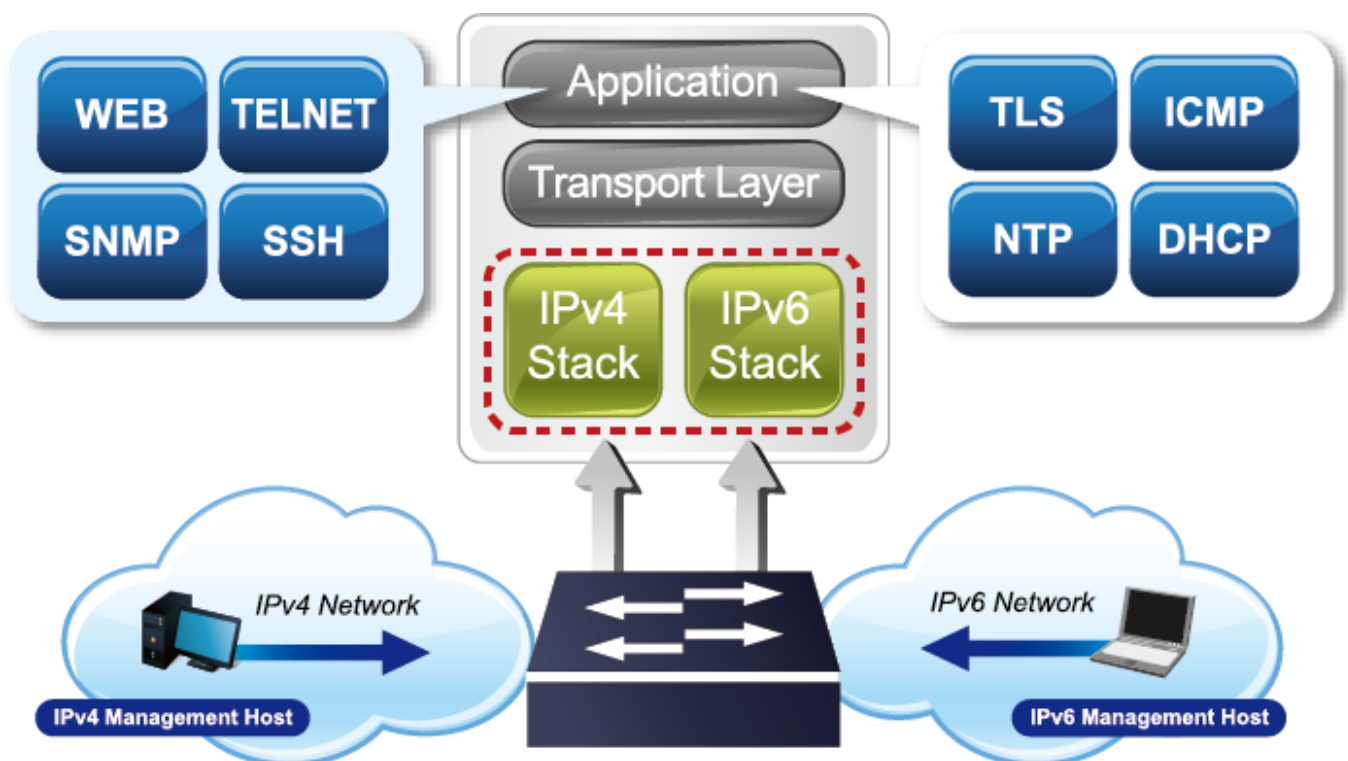 WEB
TELNET
SNMP
SSH
Application
Transport Layer
IPv4
Stack
IPv6
Stack
TLS
ICMP
NTP
DHCP
IPv4 Network
IPv4 Management Host
IPv6 Network
IPv6 Management Host